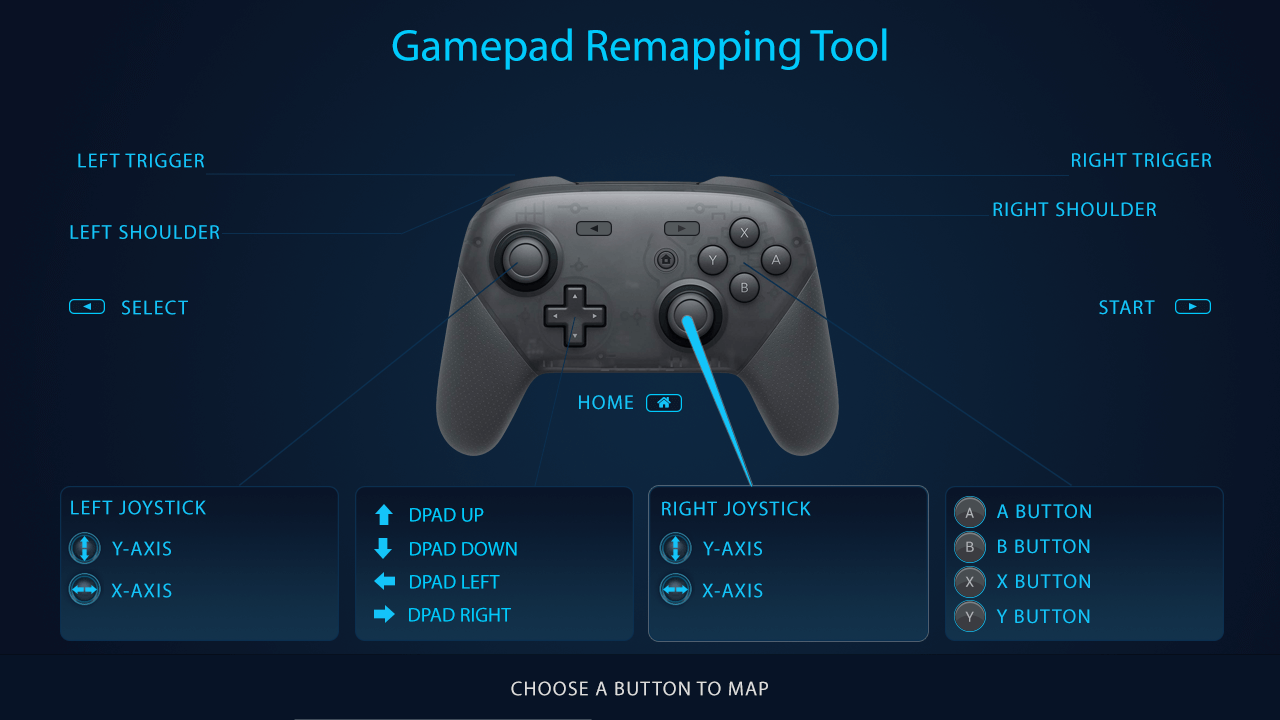 Gamepad Remapping Tool
LEFT TRIGGER
RIGHT TRIGGER
LEFT SHOULDER
RIGHT SHOULDER
X
Y
A
B
SELECT
START
HOME
LEFT JOYSTICK
Y-AXIS
X-AXIS
DPAD UP
DPAD DOWN
DPAD LEFT
DPAD RIGHT
RIGHT JOYSTICK
Y-AXIS
X-AXIS
A A BUTTON
B B BUTTON
X X BUTTON
Y Y BUTTON
CHOOSE A BUTTON TO MAP